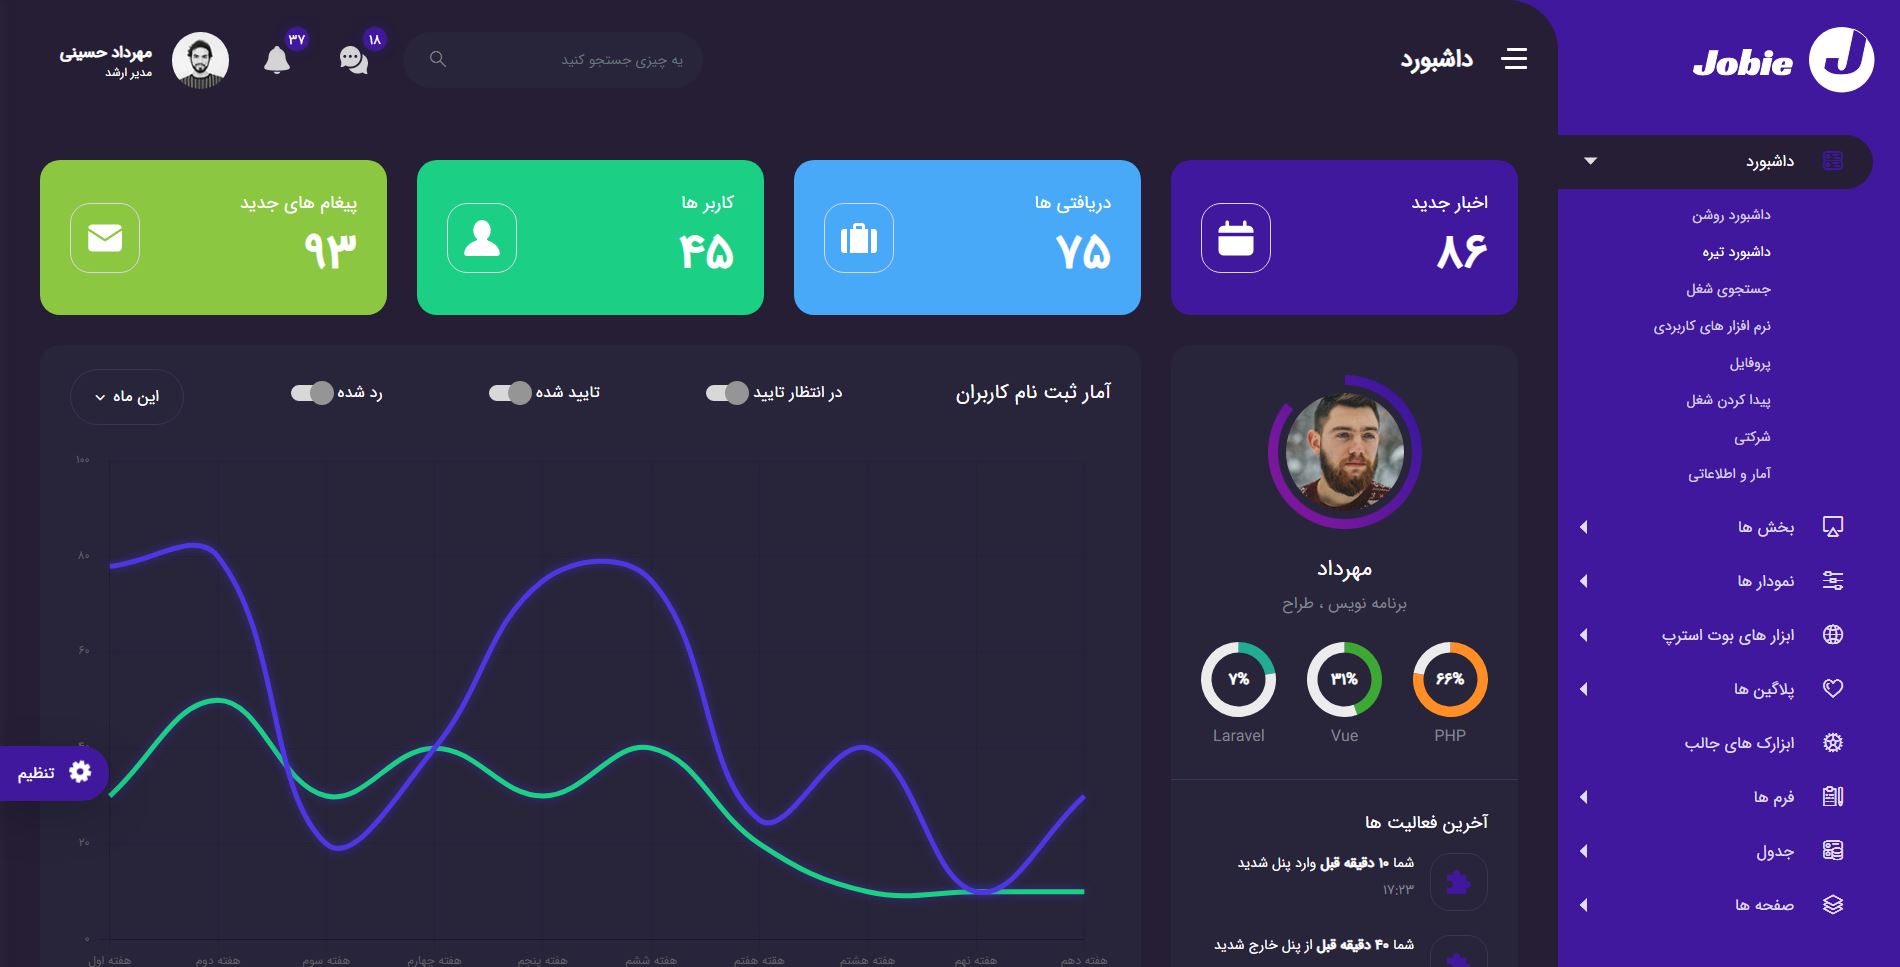 Jobie
داشبورد
داشبورد روشن
داشبورد تیره
جستجوی شغل
نرم افزار های کاربردی
پروفایل
پیدا کردن شغل
شرکتی
آمار و اطلاعاتی
بخش ها
نمودار ها
ابزار های بوت استرپ
پلاگین ها
ابزارک های جالب
فرم ها
جدول
صفحه ها
داشبورد
یه چیزی جستجو کنید
۱۸
۳۷
مهرداد حسینی
مدیر ارشد
اخبار جدید
۸۶
دریافتی ها
۷۵
کاربر ها
۴۵
پیغام های جدید
۹۳
مهرداد
برنامه نویس ، طراح
۶۶%
۳۱%
۷%
PHP
Vue
Laravel
آخرین فعالیت ها
شما ۱۰ دقیقه قبل وارد پنل شدید
۱۷:۲۳
شما ۴۰ دقیقه قبل از پنل خارج شدید
آمار ثبت نام کاربران
در انتظار تایید
تایید شده
رد شده
این ماه
۱۰۰
۸۰
۶۰
۴۰
۲۰
۰
هفته اول
هفته دوم
هفته سوم
هفته چهارم
هفته پنجم
هفته ششم
هقته هفتم
هفته هشتم
هفته نهم
هفته دهم
تنظیم